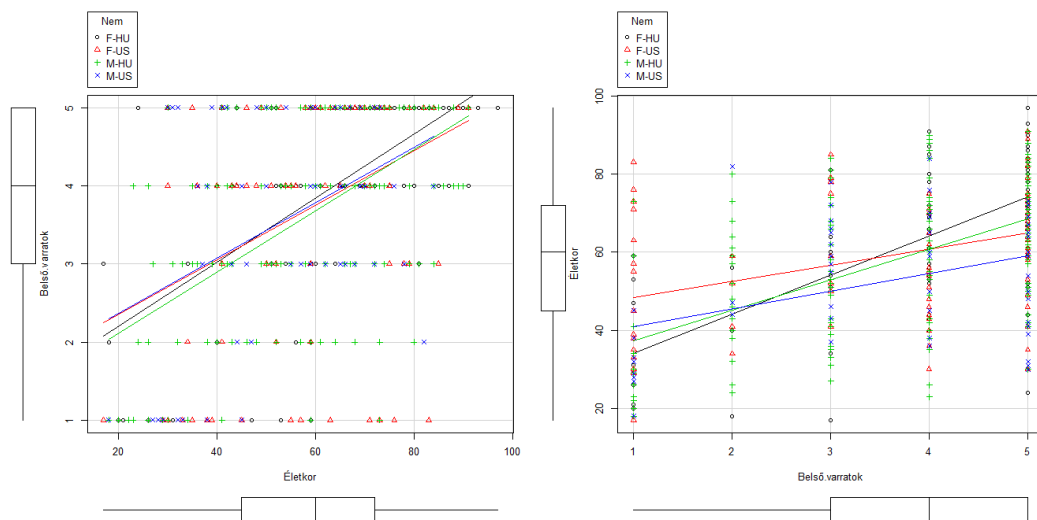 Nem
F-HU
F-US
M-HU
M-US
Belső.varratok
5
4
3
2
1
20
40
60
80
100
Életkor
Nem
F-HU
F-US
M-HU
M-US
Életkor
100
80
60
40
20
1
2
3
4
5
Belső.varratok